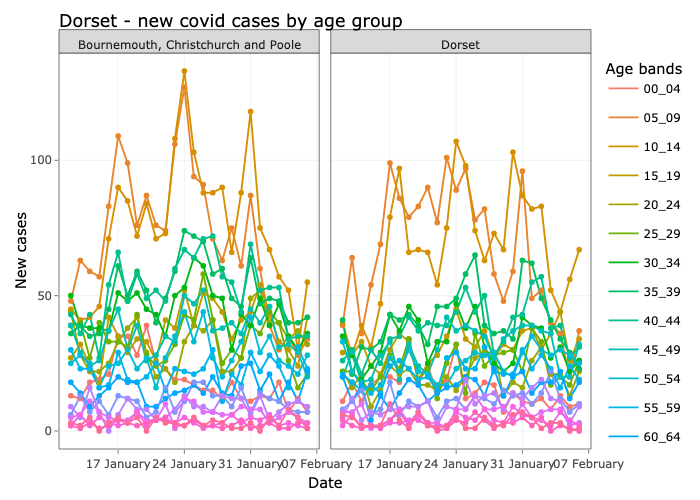 Dorset - new covid cases by age group
Bournemouth, Christchurch and Poole
Dorset
Age bands
00_04
05_09
10_14
15_19
20_24
25_29
30_34
35_39
40_44
45_49
50_54
55_59
60_64
New cases
100
50
0
17 January 24 January 31 January 07 February
17 January 24 January 31 January 07 February
Date